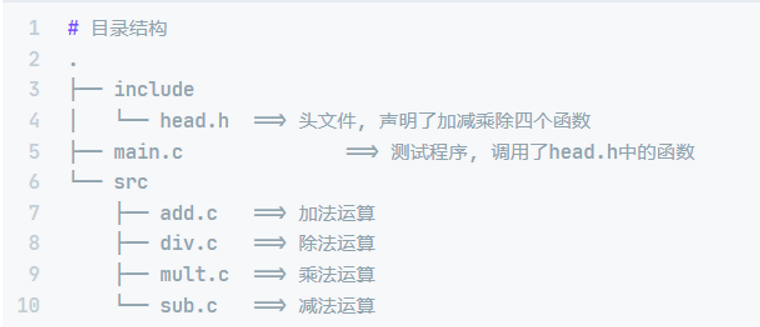 1 # 目录结构
2 .
3 ├── include
4 │   └── head.h  ==> 头文件, 声明了加减乘除四个函数
5 ├── main.c              ==> 测试程序, 调用了head.h中的函数
6 └── src
7     ├── add.c   ==> 加法运算
8     ├── div.c   ==> 除法运算
9     ├── mult.c  ==> 乘法运算
10     └── sub.c   ==> 减法运算